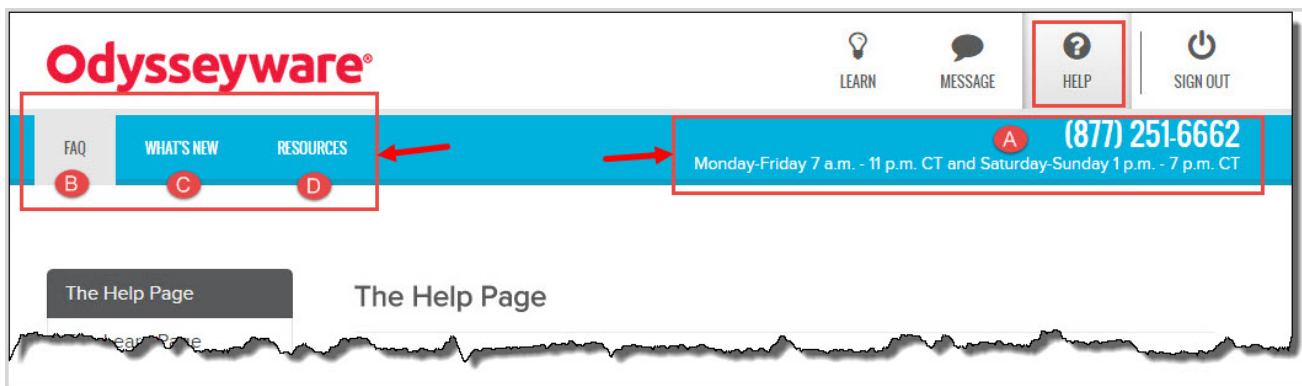 Odysseyware®
LEARN
MESSAGE
HELP
SIGN OUT
FAQ
WHAT'S NEW
RESOURCES
A
(877) 251-6662
Monday-Friday 7 a.m. - 11 p.m. CT and Saturday-Sunday 1 p.m. - 7 p.m. CT
B
C
D
The Help Page
The Help Page